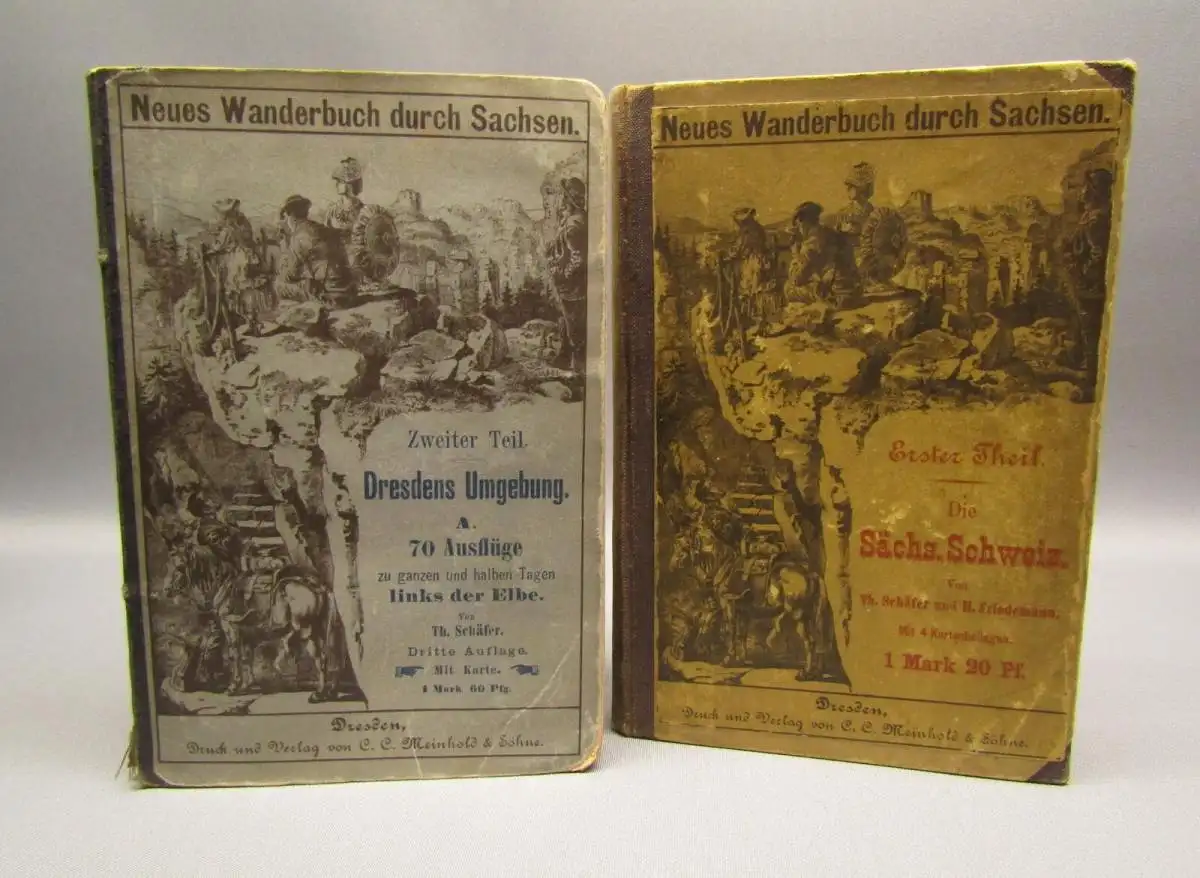 Neues Wanderbuch durch Sachsen.
Zweiter Teil.
Dresdens Umgebung.
A.
70 Ausflüge
zu ganzen und halben Tagen
links der Elbe.
Von
Th. Schäfer.
Dritte Auflage.
Mit Karte.
1 Mark 60 Pfg.
Dresden,
Druck und Verlag von C. C. Meinhold & Söhne.
Neues Wanderbuch durch Sachsen.
Erster Theil.
Die
Sächs. Schweiz.
Von
Th. Schäfer und H. Friedemann.
Mit 4 Kartenbeilagen.
1 Mark 20 Pf.
Dresden,
Druck und Verlag von C. C. Meinhold & Söhne.